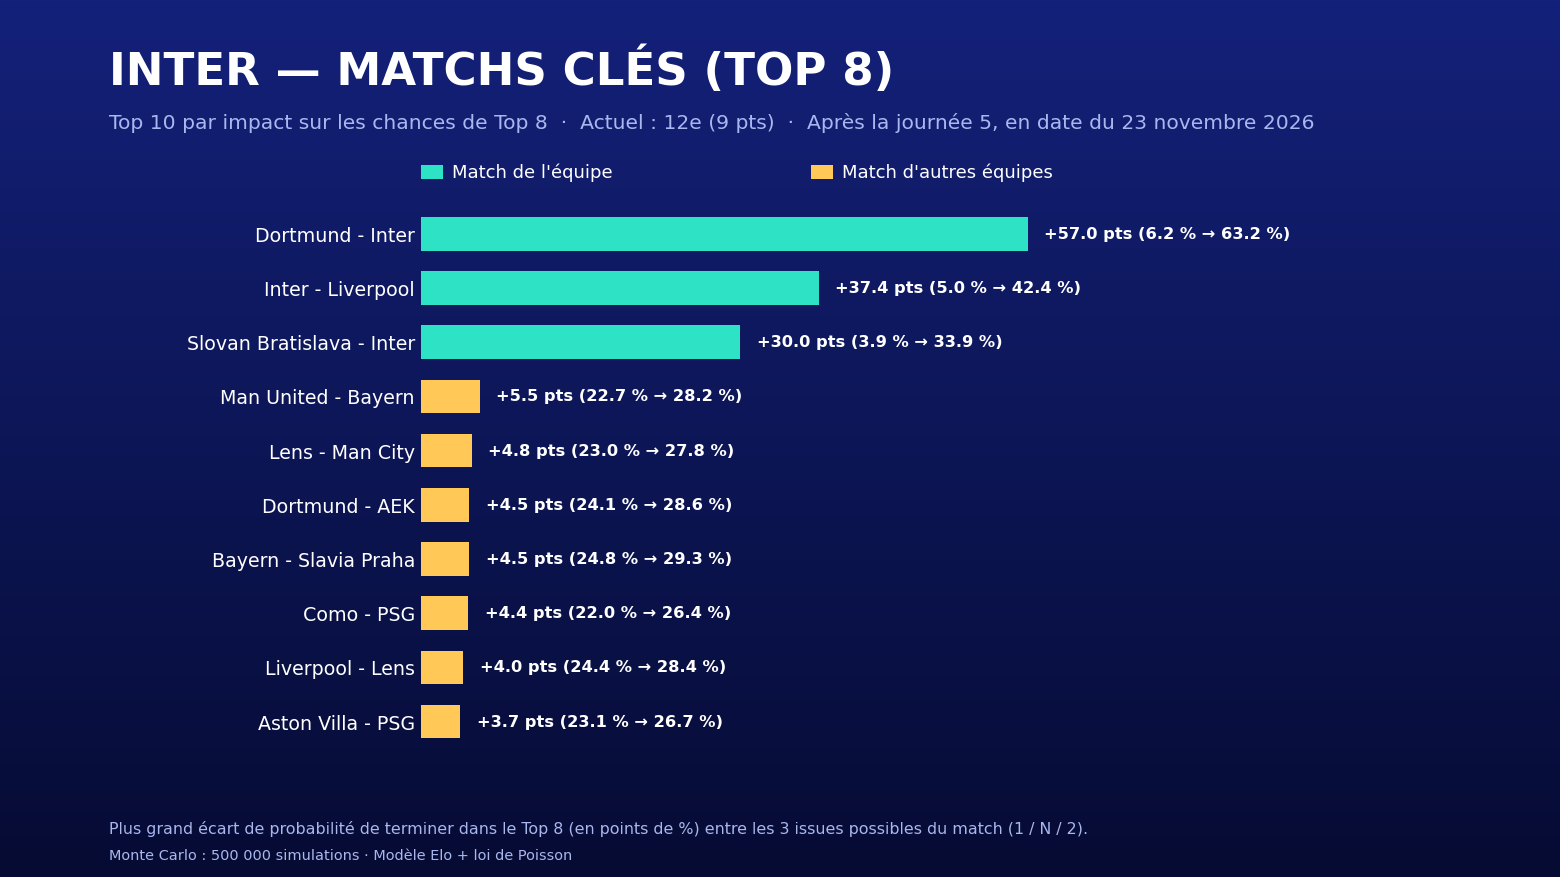 INTER — MATCHS CLÉS (TOP 8)
Top 10 par impact sur les chances de Top 8 · Actuel : 12e (9 pts) · Après la journée 5, en date du 23 novembre 2026
Match de l'équipe
Match d'autres équipes
Dortmund - Inter +57.0 pts (6.2 % → 63.2 %)
Inter - Liverpool +37.4 pts (5.0 % → 42.4 %)
Slovan Bratislava - Inter +30.0 pts (3.9 % → 33.9 %)
Man United - Bayern +5.5 pts (22.7 % → 28.2 %)
Lens - Man City +4.8 pts (23.0 % → 27.8 %)
Dortmund - AEK +4.5 pts (24.1 % → 28.6 %)
Bayern - Slavia Praha +4.5 pts (24.8 % → 29.3 %)
Como - PSG +4.4 pts (22.0 % → 26.4 %)
Liverpool - Lens +4.0 pts (24.4 % → 28.4 %)
Aston Villa - PSG +3.7 pts (23.1 % → 26.7 %)
Plus grand écart de probabilité de terminer dans le Top 8 (en points de %) entre les 3 issues possibles du match (1 / N / 2).
Monte Carlo : 500 000 simulations · Modèle Elo + loi de Poisson